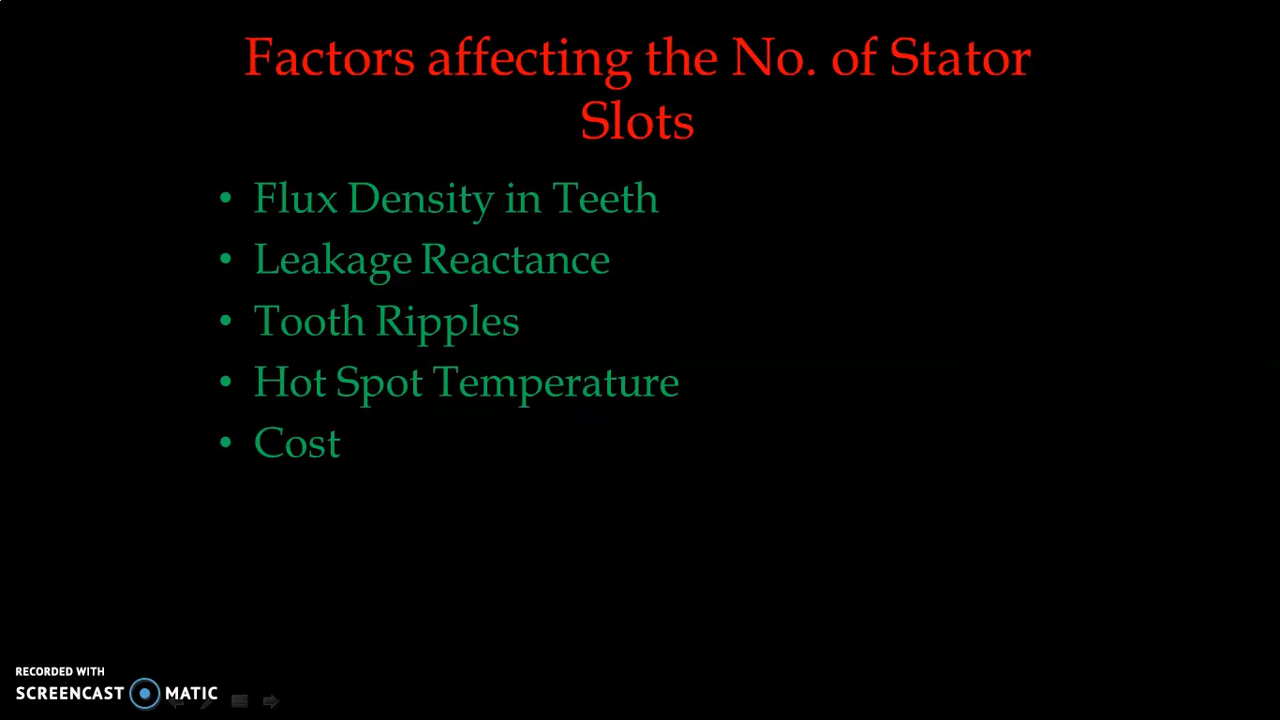 Factors affecting the No. of Stator
Slots
• Flux Density in Teeth
• Leakage Reactance
• Tooth Ripples
• Hot Spot Temperature
• Cost
RECORDED WITH
SCREENCAST MATIC